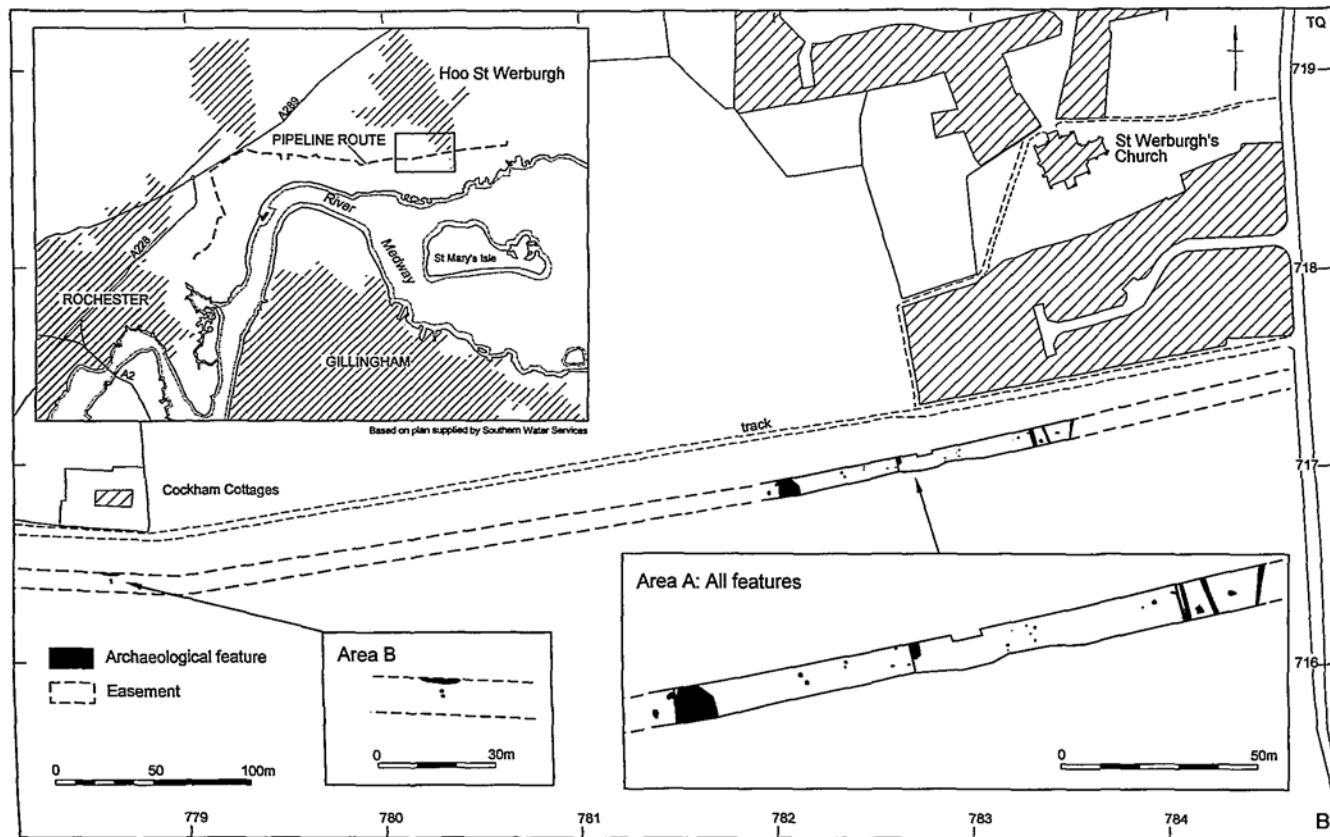 TQ
719
718
717
716
Hoo St Werburgh
A289
PIPELINE ROUTE
River
Medway
St Mary's Isle
A228
ROCHESTER
GILLINGHAM
A2
Based on plan supplied by Southern Water Services
St Werburgh's
Church
track
Cockham Cottages
Archaeological feature
Easement
0 50 100m
Area B
0 30m
Area A: All features
0 50m
779 780 781 782 783 784
B